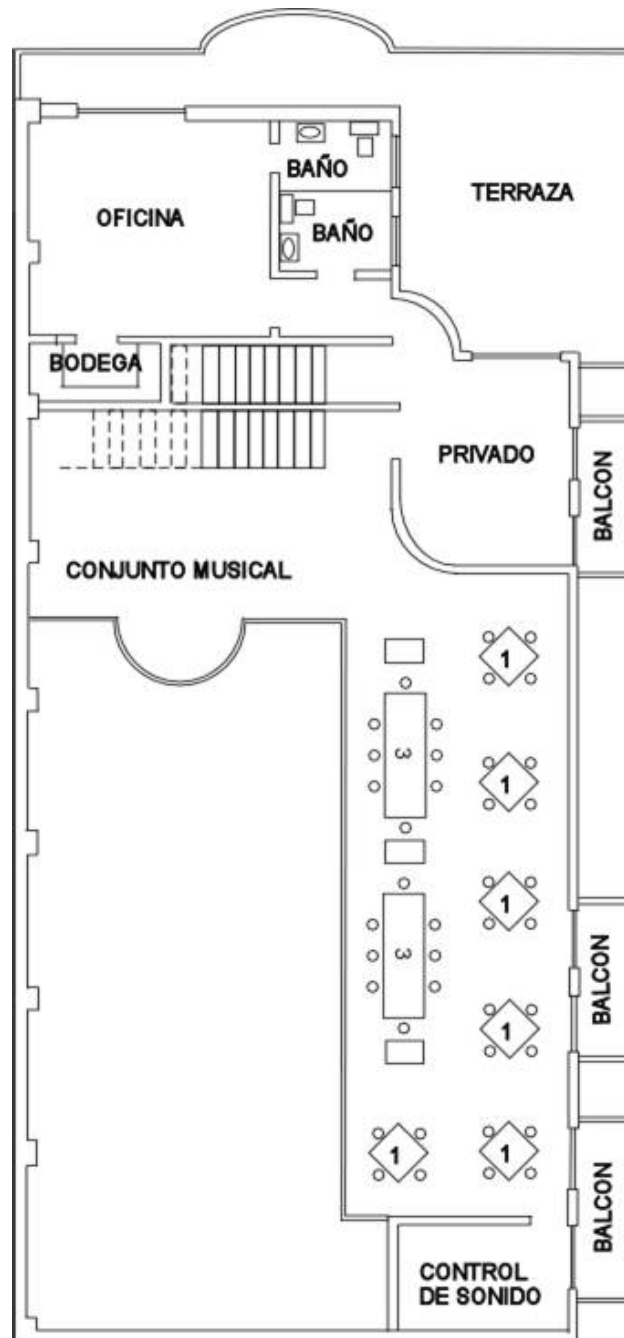 BAÑO
TERRAZA
OFICINA
BAÑO
BODEGA
PRIVADO
BALCON
CONJUNTO MUSICAL
1
3
1
1
3
BALCON
1
1
1
BALCON
CONTROL
DE SONIDO